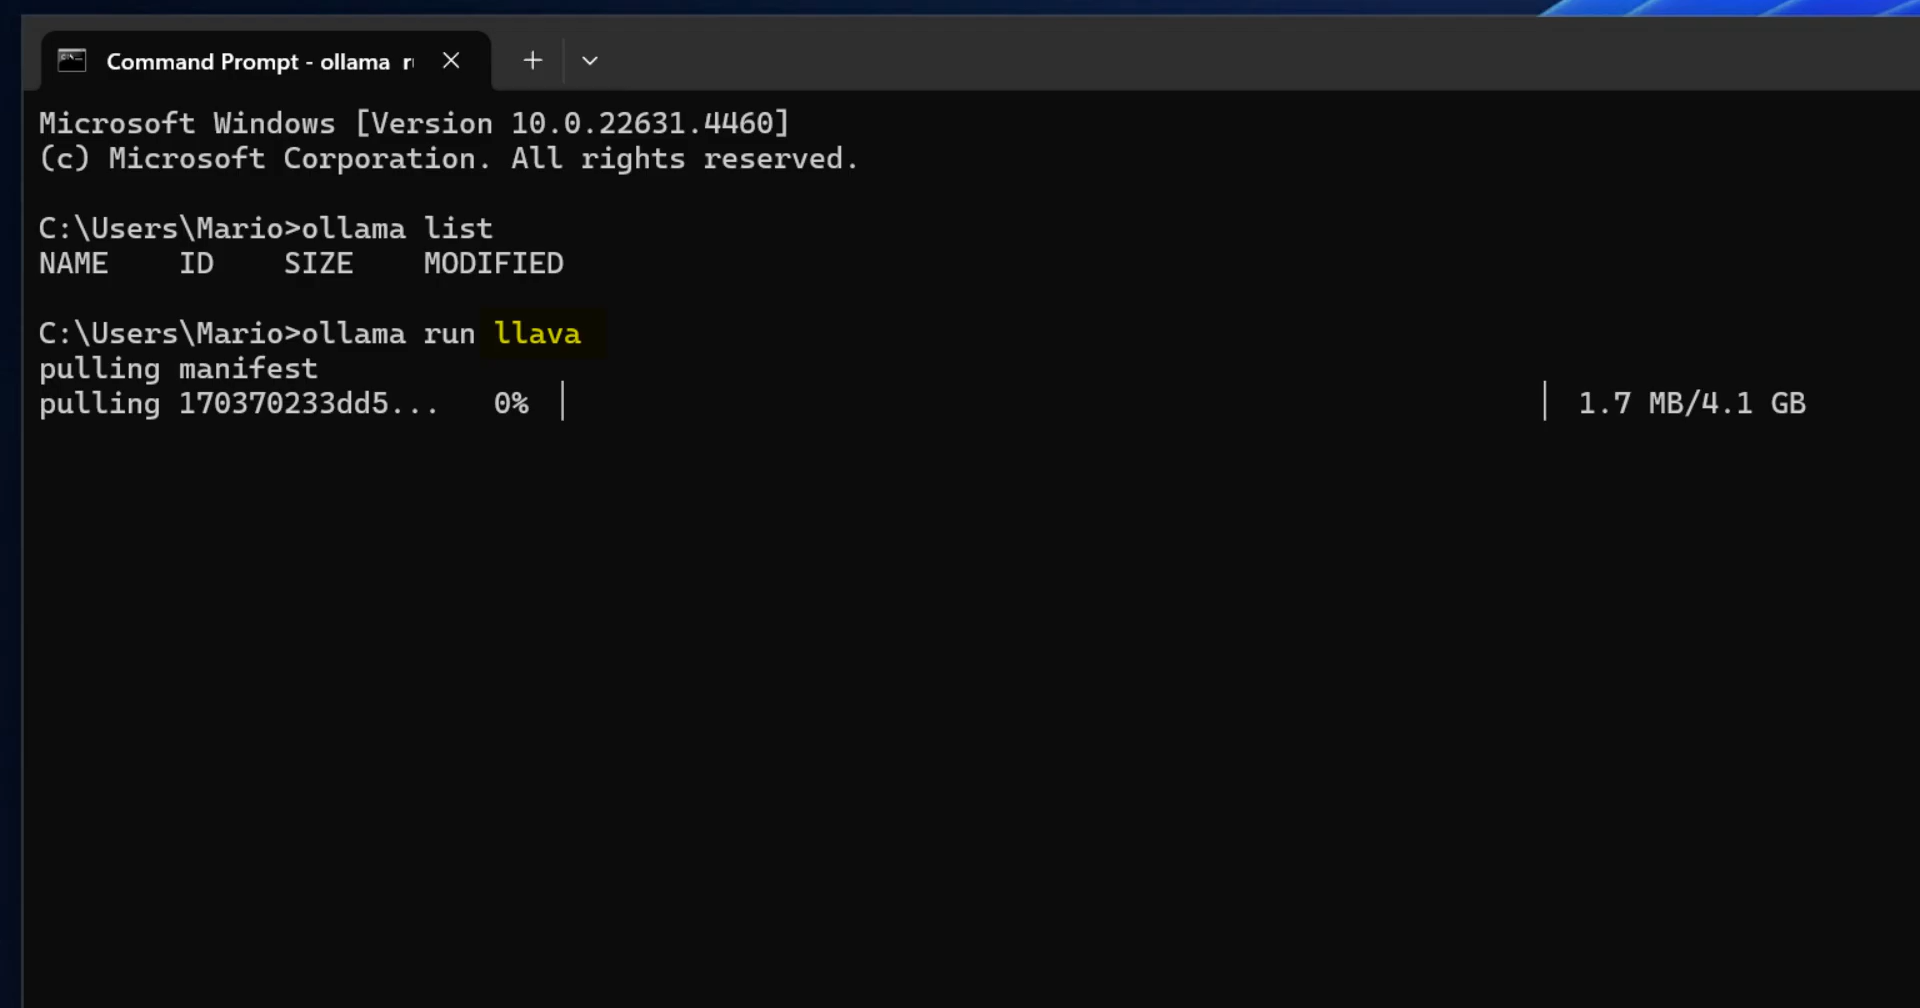 Command Prompt - ollama r
Microsoft Windows [Version 10.0.22631.4460]
(c) Microsoft Corporation. All rights reserved.
C:\Users\Mario>ollama list
NAME    ID    SIZE    MODIFIED
C:\Users\Mario>ollama run llava
pulling manifest
pulling 170370233dd5...   0%  |  | 1.7 MB/4.1 GB